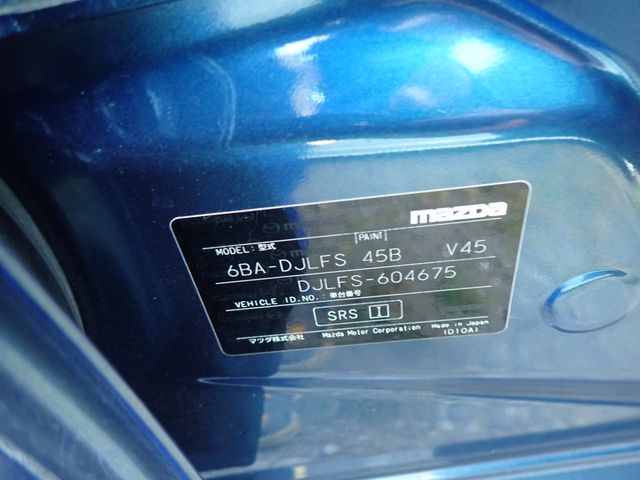 mazda
MODEL:型式 PAINT
6BA-DJLFS 45B V45
DJLFS-604675
VEHICLE ID.NO.:車台番号
SRS I
マツダ株式会社 Mazda Motor Corporation Made in Japan
(D10A)